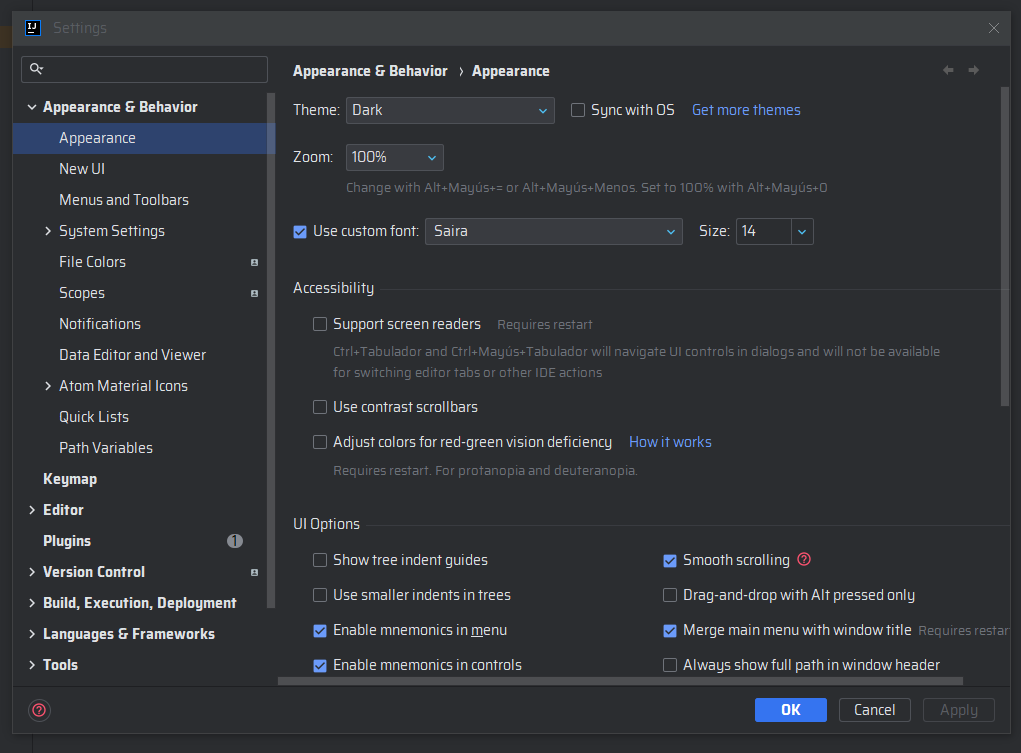 IJ Settings
Appearance & Behavior › Appearance
Appearance & Behavior
Appearance
New UI
Menus and Toolbars
System Settings
File Colors
Scopes
Notifications
Data Editor and Viewer
Atom Material Icons
Quick Lists
Path Variables
Keymap
Editor
Plugins 1
Version Control
Build, Execution, Deployment
Languages & Frameworks
Tools
Theme: Dark Sync with OS Get more themes
Zoom: 100%
Change with Alt+Mayús+= or Alt+Mayús+Menos. Set to 100% with Alt+Mayús+0
Use custom font: Saira Size: 14
Accessibility
Support screen readers Requires restart
Ctrl+Tabulador and Ctrl+Mayús+Tabulador will navigate UI controls in dialogs and will not be available
for switching editor tabs or other IDE actions
Use contrast scrollbars
Adjust colors for red-green vision deficiency How it works
Requires restart. For protanopia and deuteranopia.
UI Options
Show tree indent guides Smooth scrolling ?
Use smaller indents in trees Drag-and-drop with Alt pressed only
Enable mnemonics in menu Merge main menu with window title Requires restar
Enable mnemonics in controls Always show full path in window header
? OK Cancel Apply